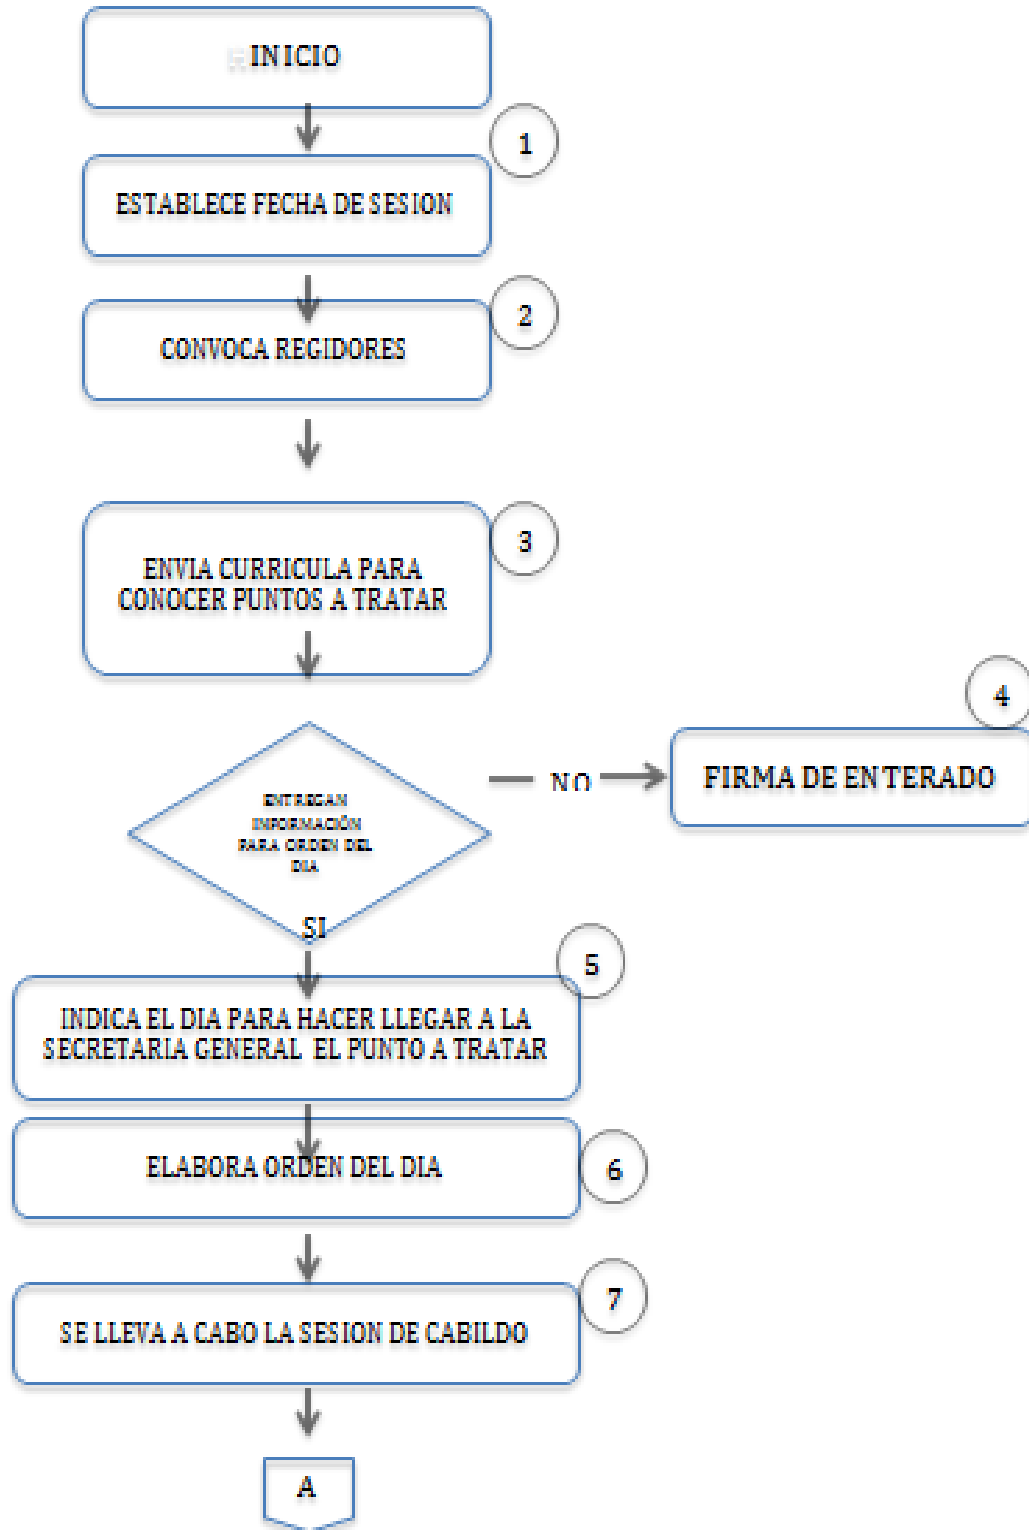 INICIO
1
ESTABLECE FECHA DE SESION
2
CONVOCA REGIDORES
3
ENVIA CURRICULA PARA
CONOCER PUNTOS A TRATAR
4
NO
FIRMA DE ENTERADO
ENTREGAN
INFORMACIÓN
PARA ORDEN DEL
DIA
SI
5
INDICA EL DIA PARA HACER LLEGAR A LA
SECRETARIA GENERAL EL PUNTO A TRATAR
ELABORA ORDEN DEL DIA
6
7
SE LLEVA A CABO LA SESION DE CABILDO
A